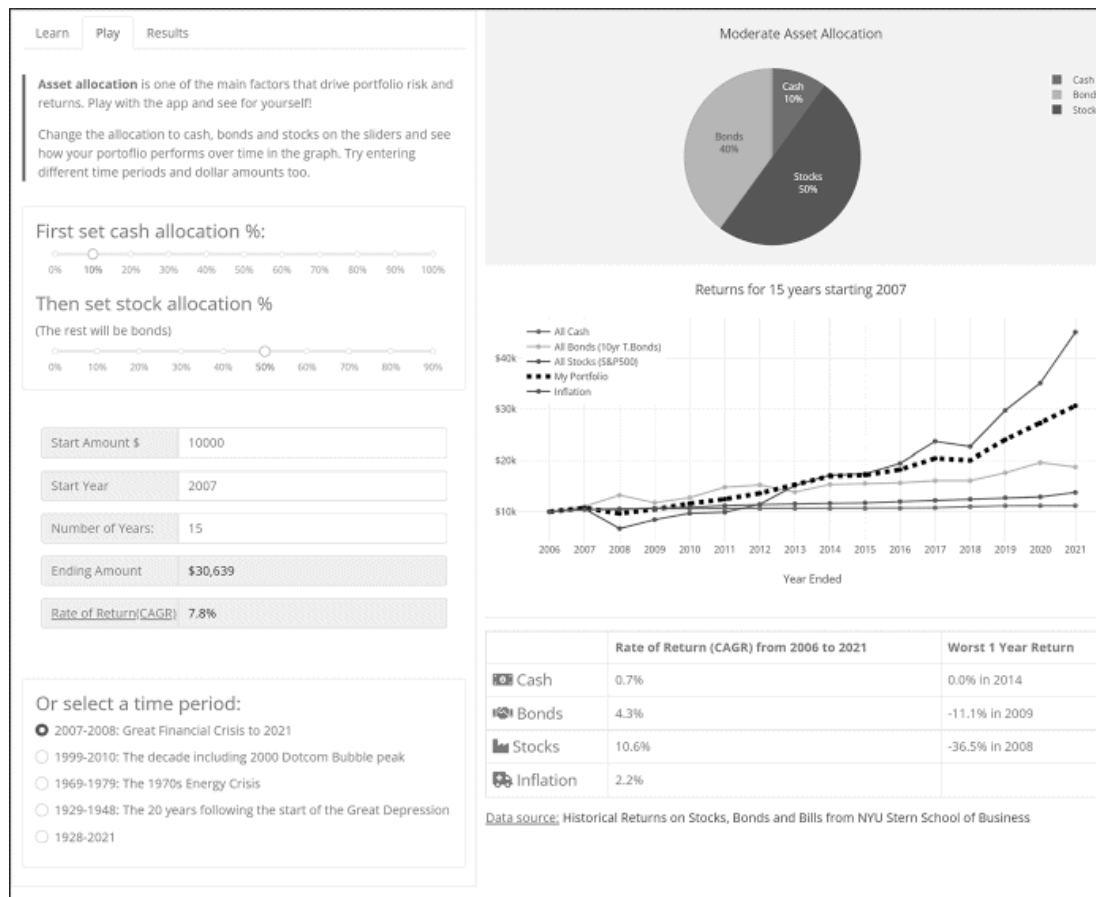 Learn Play Results
Asset allocation is one of the main factors that drive portfolio risk and
returns. Play with the app and see for yourself!
Change the allocation to cash, bonds and stocks on the sliders and see
how your portoflio performs over time in the graph. Try entering
different time periods and dollar amounts too.
First set cash allocation %:
0% 10% 20% 30% 40% 50% 60% 70% 80% 90% 100%
Then set stock allocation %
(The rest will be bonds)
0% 10% 20% 30% 40% 50% 60% 70% 80% 90%
Start Amount $ 10000
Start Year 2007
Number of Years: 15
Ending Amount $30,639
Rate of Return(CAGR) 7.8%
Or select a time period:
2007-2008: Great Financial Crisis to 2021
1999-2010: The decade including 2000 Dotcom Bubble peak
1969-1979: The 1970s Energy Crisis
1929-1948: The 20 years following the start of the Great Depression
1928-2021
Moderate Asset Allocation
Cash
10%
Bonds
40%
Stocks
50%
Cash
Bond
Stock
Returns for 15 years starting 2007
All Cash
All Bonds (10yr T.Bonds)
All Stocks (S&P500)
My Portfolio
Inflation
$40k
$30k
$20k
$10k
2006 2007 2008 2009 2010 2011 2012 2013 2014 2015 2016 2017 2018 2019 2020 2021
Year Ended
Rate of Return (CAGR) from 2006 to 2021 Worst 1 Year Return
Cash 0.7% 0.0% in 2014
Bonds 4.3% -11.1% in 2009
Stocks 10.6% -36.5% in 2008
Inflation 2.2%
Data source: Historical Returns on Stocks, Bonds and Bills from NYU Stern School of Business